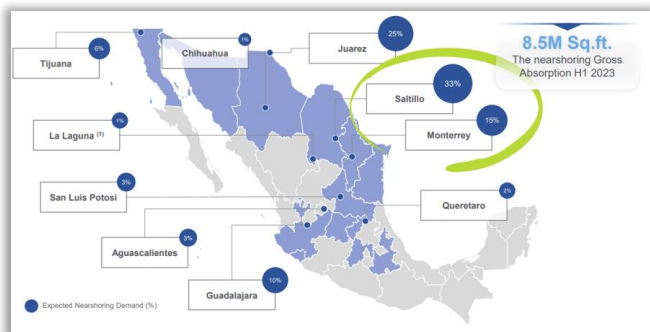 8.5M Sq.ft.
The nearshoring Gross
Absorption H1 2023
Tijuana
6%
Chihuahua
1%
Juarez
25%
Saltillo
33%
Monterrey
15%
La Laguna (1)
1%
San Luis Potosi
3%
Queretaro
2%
Aguascalientes
3%
Guadalajara
10%
Expected Nearshoring Demand (%)